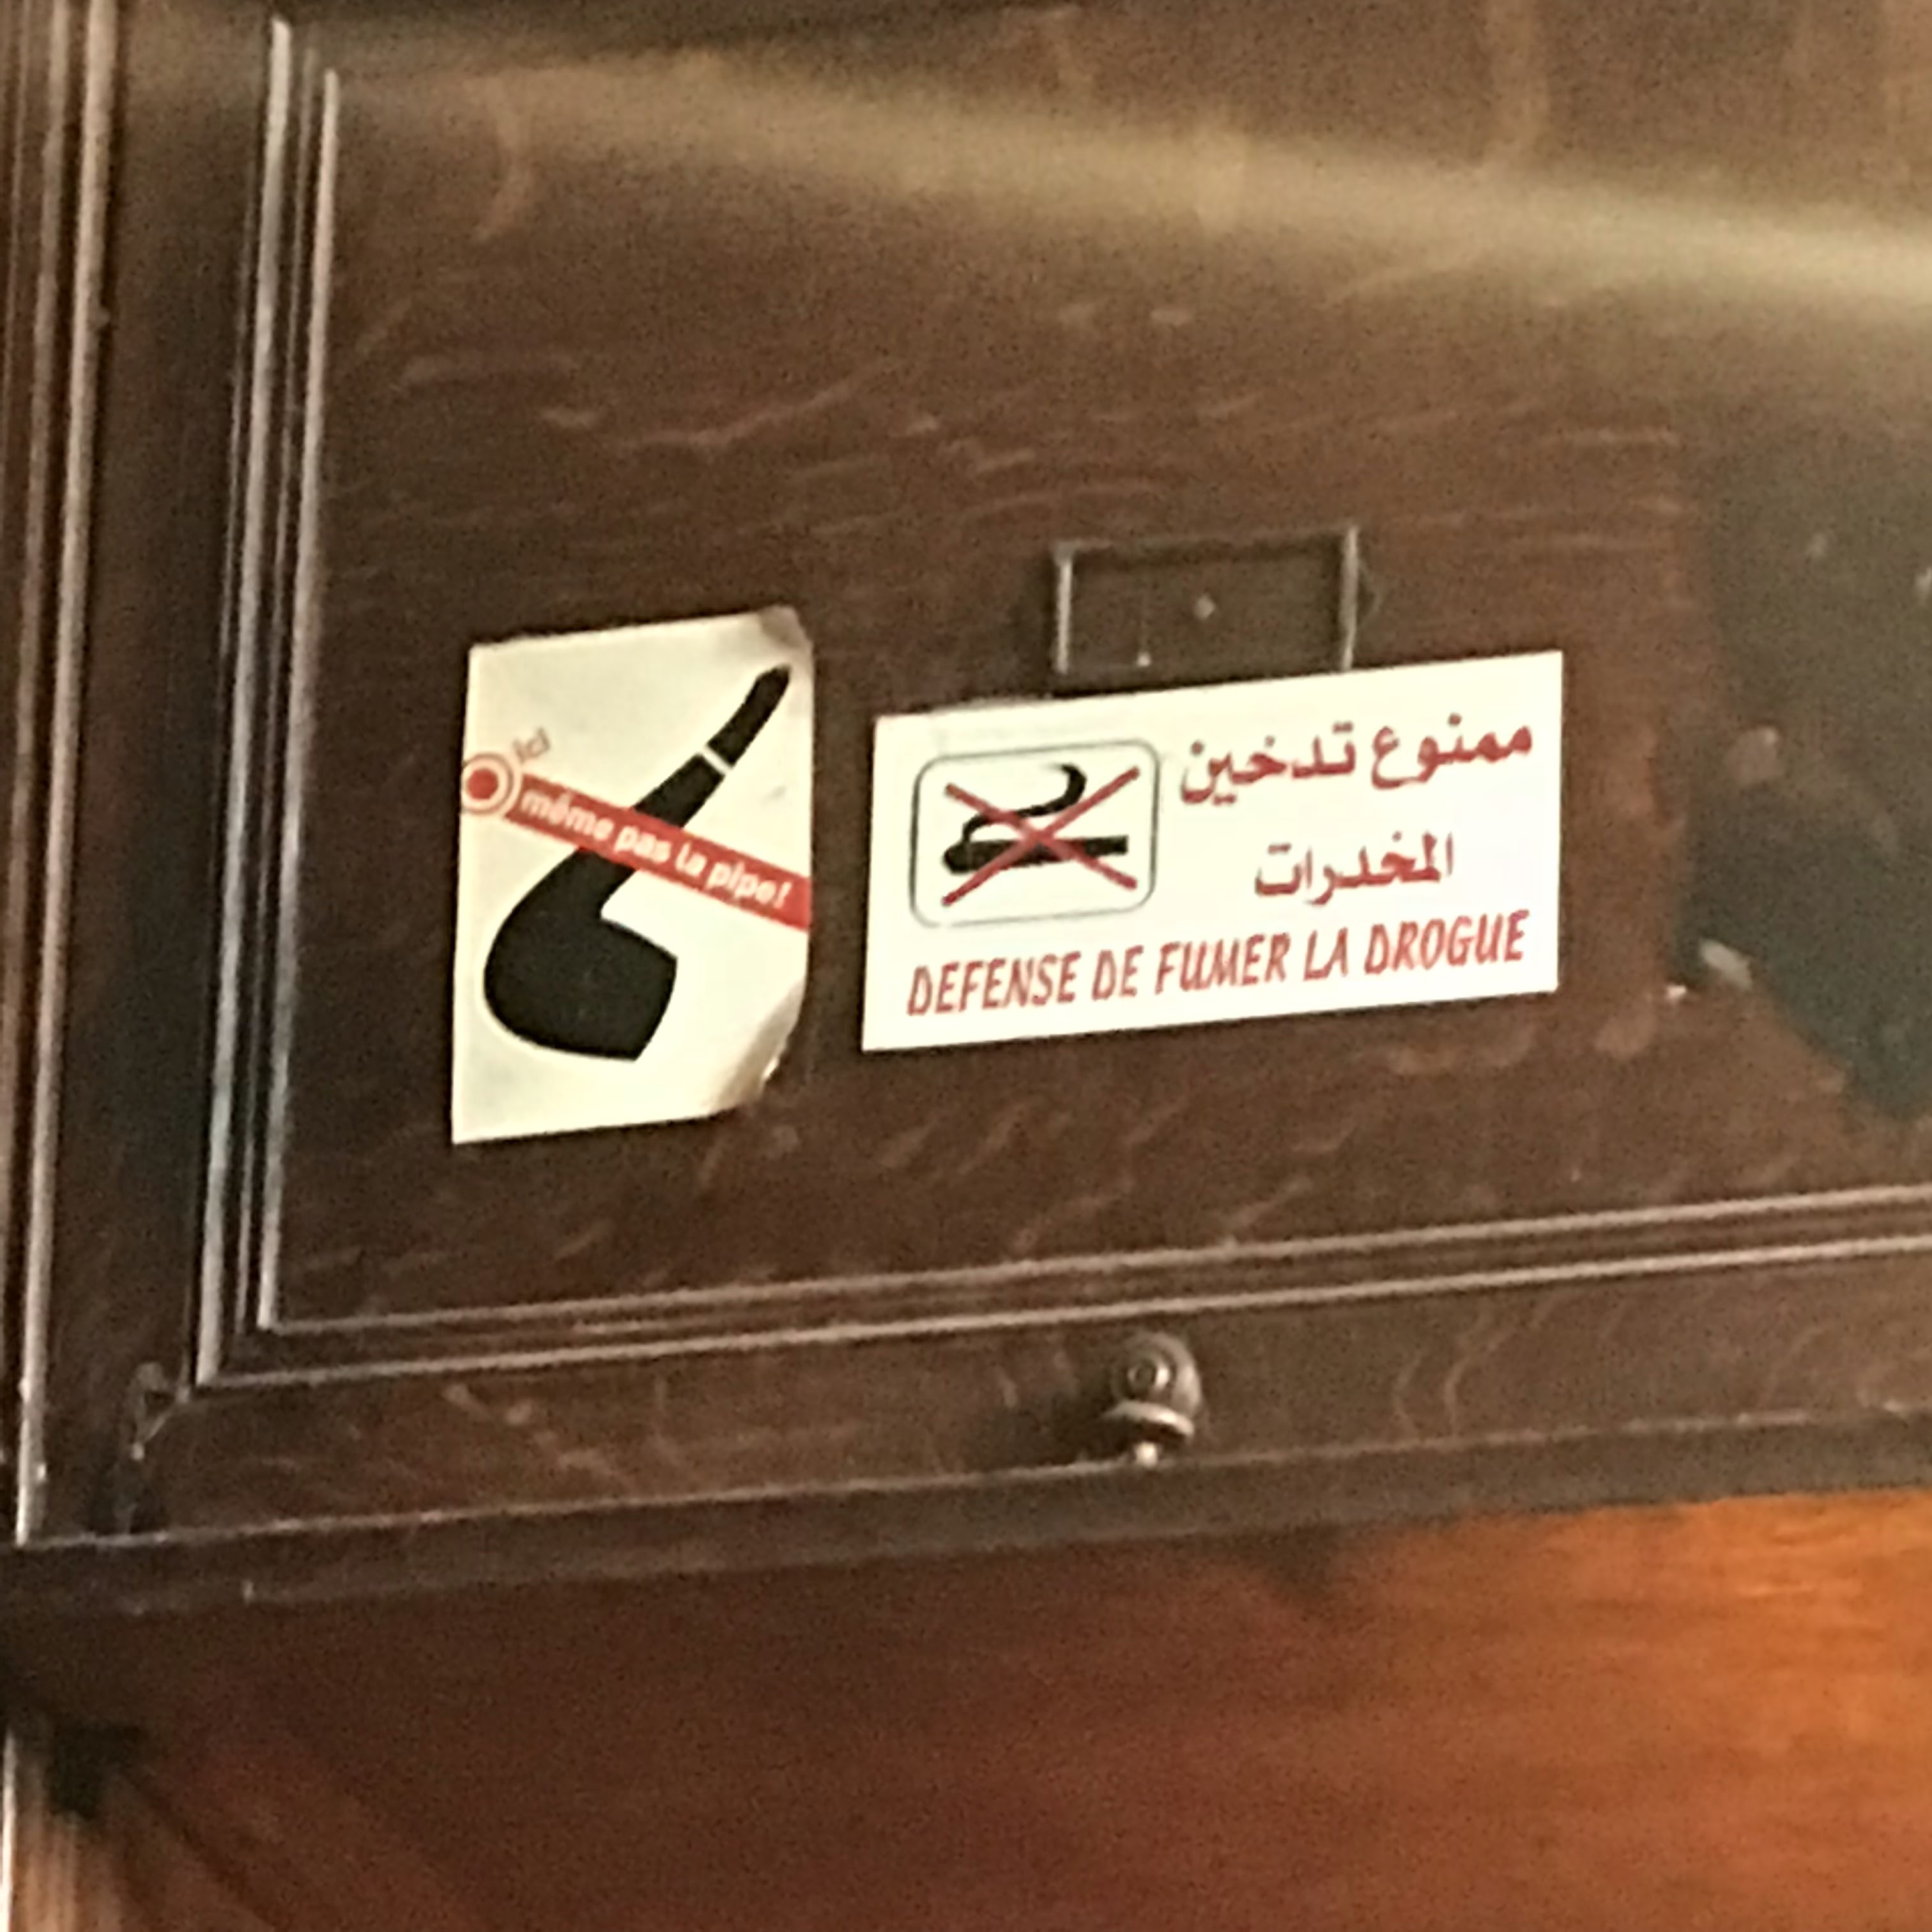 ici
même pas la pipe!
ممنوع تدخين
المخدرات
DEFENSE DE FUMER LA DROGUE